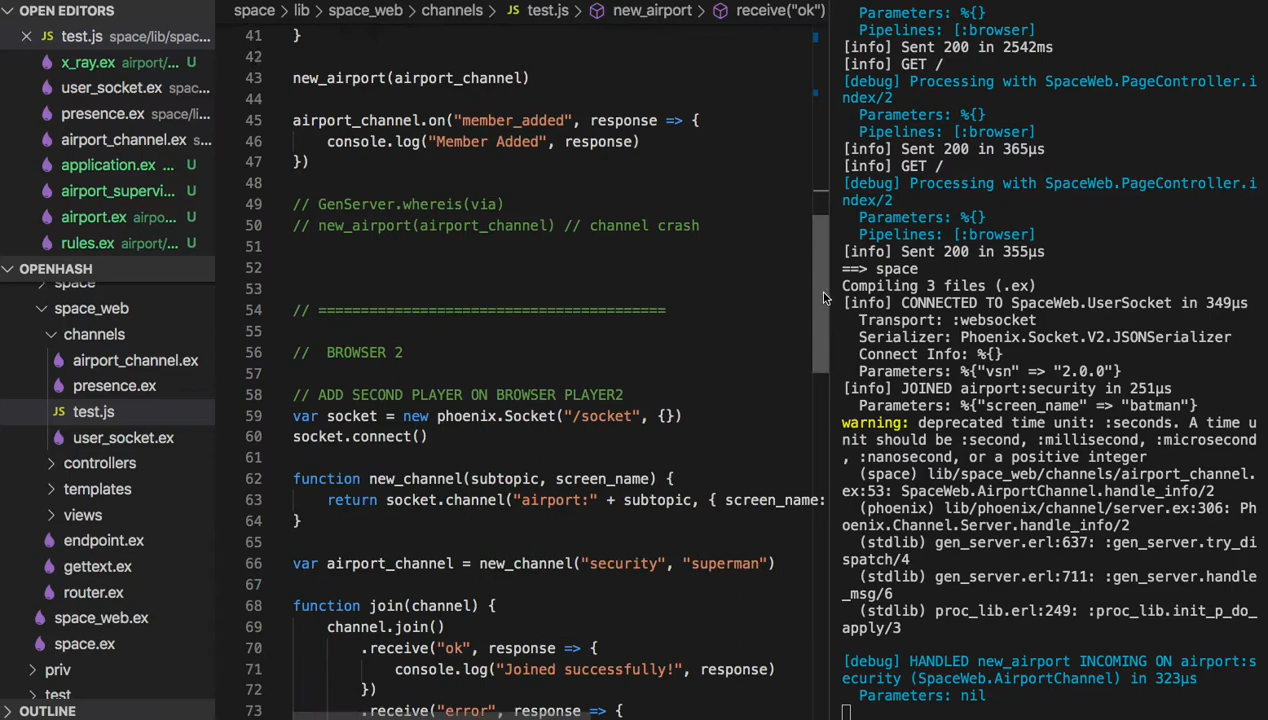 OPEN EDITORS
test.js space/lib/spac...
x_ray.ex airport/... U
user_socket.ex spac...
presence.ex space/li...
airport_channel.ex s...
application.ex ... U
airport_supervi... U
airport.ex airpo... U
rules.ex airport/... U
OPENHASH
space
space_web
channels
airport_channel.ex
presence.ex
JS test.js
user_socket.ex
controllers
templates
views
endpoint.ex
gettext.ex
router.ex
space_web.ex
space.ex
priv
test
OUTLINE
space > lib > space_web > channels > JS test.js > new_airport > receive("ok")
41 }
42
43 new_airport(airport_channel)
44
45 airport_channel.on("member_added", response => {
46 console.log("Member Added", response)
47 })
48
49 // GenServer.whereis(via)
50 // new_airport(airport_channel) // channel crash
51
52
53
54 // =========================================
55
56 // BROWSER 2
57
58 // ADD SECOND PLAYER ON BROWSER PLAYER2
59 var socket = new phoenix.Socket("/socket", {})
60 socket.connect()
61
62 function new_channel(subtopic, screen_name) {
63 return socket.channel("airport:" + subtopic, { screen_name:
64 }
65
66 var airport_channel = new_channel("security", "superman")
67
68 function join(channel) {
69 channel.join()
70 .receive("ok", response => {
71 console.log("Joined successfully!", response)
72 })
73 .receive("error", response => {
Parameters: %{}
Pipelines: [:browser]
[info] Sent 200 in 2542ms
[info] GET /
[debug] Processing with SpaceWeb.PageController.i
ndex/2
Parameters: %{}
Pipelines: [:browser]
[info] Sent 200 in 365µs
[info] GET /
[debug] Processing with SpaceWeb.PageController.i
ndex/2
Parameters: %{}
Pipelines: [:browser]
[info] Sent 200 in 355µs
==> space
Compiling 3 files (.ex)
[info] CONNECTED TO SpaceWeb.UserSocket in 349µs
Transport: :websocket
Serializer: Phoenix.Socket.V2.JSONSerializer
Connect Info: %{}
Parameters: %{"vsn" => "2.0.0"}
[info] JOINED airport:security in 251µs
Parameters: %{"screen_name" => "batman"}
warning: deprecated time unit: :seconds. A time u
nit should be :second, :millisecond, :microsecond
, :nanosecond, or a positive integer
(space) lib/space_web/channels/airport_channel.
ex:53: SpaceWeb.AirportChannel.handle_info/2
(phoenix) lib/phoenix/channel/server.ex:306: Ph
oenix.Channel.Server.handle_info/2
(stdlib) gen_server.erl:637: :gen_server.try_di
spatch/4
(stdlib) gen_server.erl:711: :gen_server.handle
_msg/6
(stdlib) proc_lib.erl:249: :proc_lib.init_p_do_
apply/3
[debug] HANDLED new_airport INCOMING ON airport:s
ecurity (SpaceWeb.AirportChannel) in 323µs
Parameters: nil